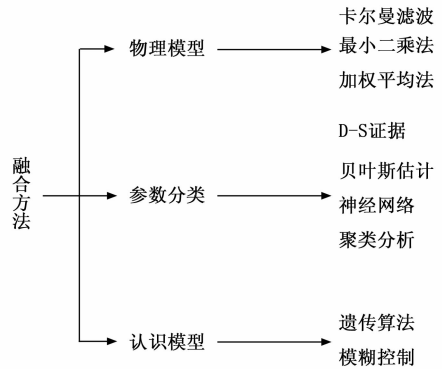 融合方法
物理模型
卡尔曼滤波
最小二乘法
加权平均法
参数分类
D-S证据
贝叶斯估计
神经网络
聚类分析
认识模型
遗传算法
模糊控制